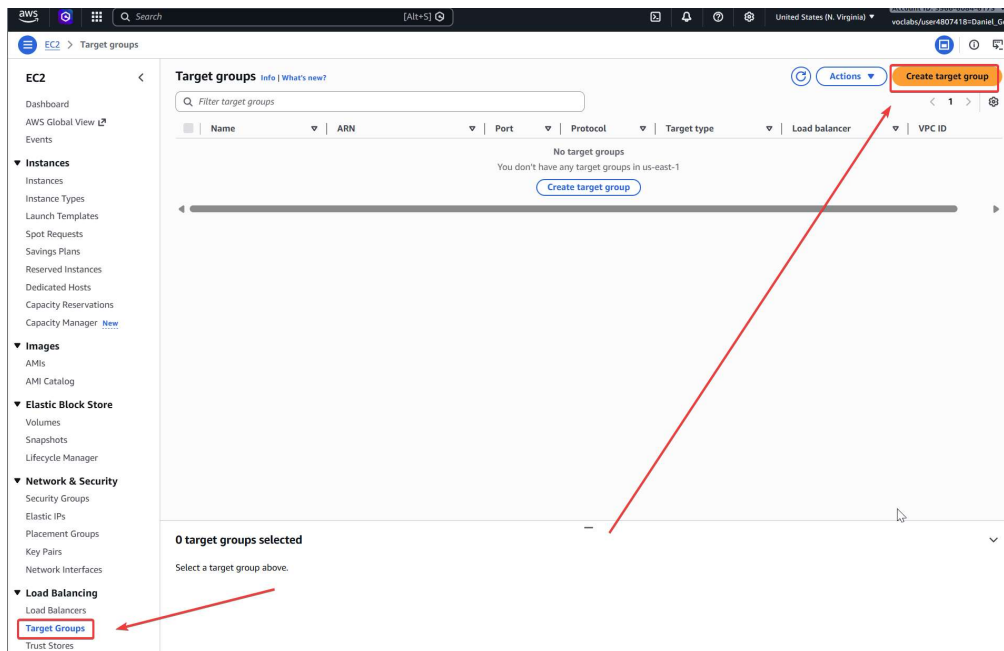 aws
Search
[Alt+S]
United States (N. Virginia) ▼
voclabs/user4807418=Daniel_G
EC2 > Target groups
EC2
Dashboard
AWS Global View
Events
▼ Instances
Instances
Instance Types
Launch Templates
Spot Requests
Savings Plans
Reserved Instances
Dedicated Hosts
Capacity Reservations
Capacity Manager New
▼ Images
AMIs
AMI Catalog
▼ Elastic Block Store
Volumes
Snapshots
Lifecycle Manager
▼ Network & Security
Security Groups
Elastic IPs
Placement Groups
Key Pairs
Network Interfaces
▼ Load Balancing
Load Balancers
Target Groups
Trust Stores
Target groups Info | What's new?
Actions ▼
Create target group
Filter target groups
< 1 >
Name | ARN | Port | Protocol | Target type | Load balancer | VPC ID
No target groups
You don't have any target groups in us-east-1
Create target group
0 target groups selected
Select a target group above.